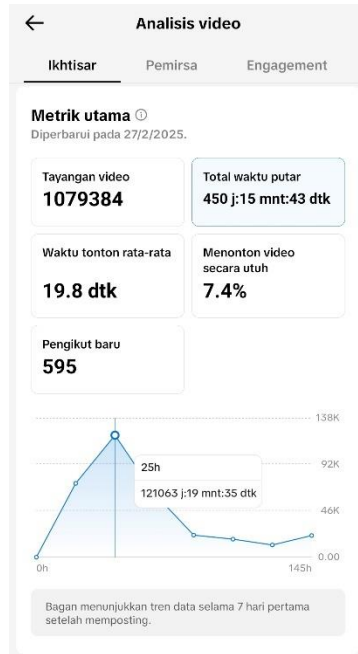 Analisis video
Ikhtisar Pemirsa Engagement
Metrik utama
Diperbarui pada 27/2/2025.
Tayangan video
1079384
Total waktu putar
450 j:15 mnt:43 dtk
Waktu tonton rata-rata
19.8 dtk
Menonton video
secara utuh
7.4%
Pengikut baru
595
138K
25h
92K
121063 j:19 mnt:35 dtk
46K
0.00
0h 145h
Bagan menunjukkan tren data selama 7 hari pertama
setelah memposting.